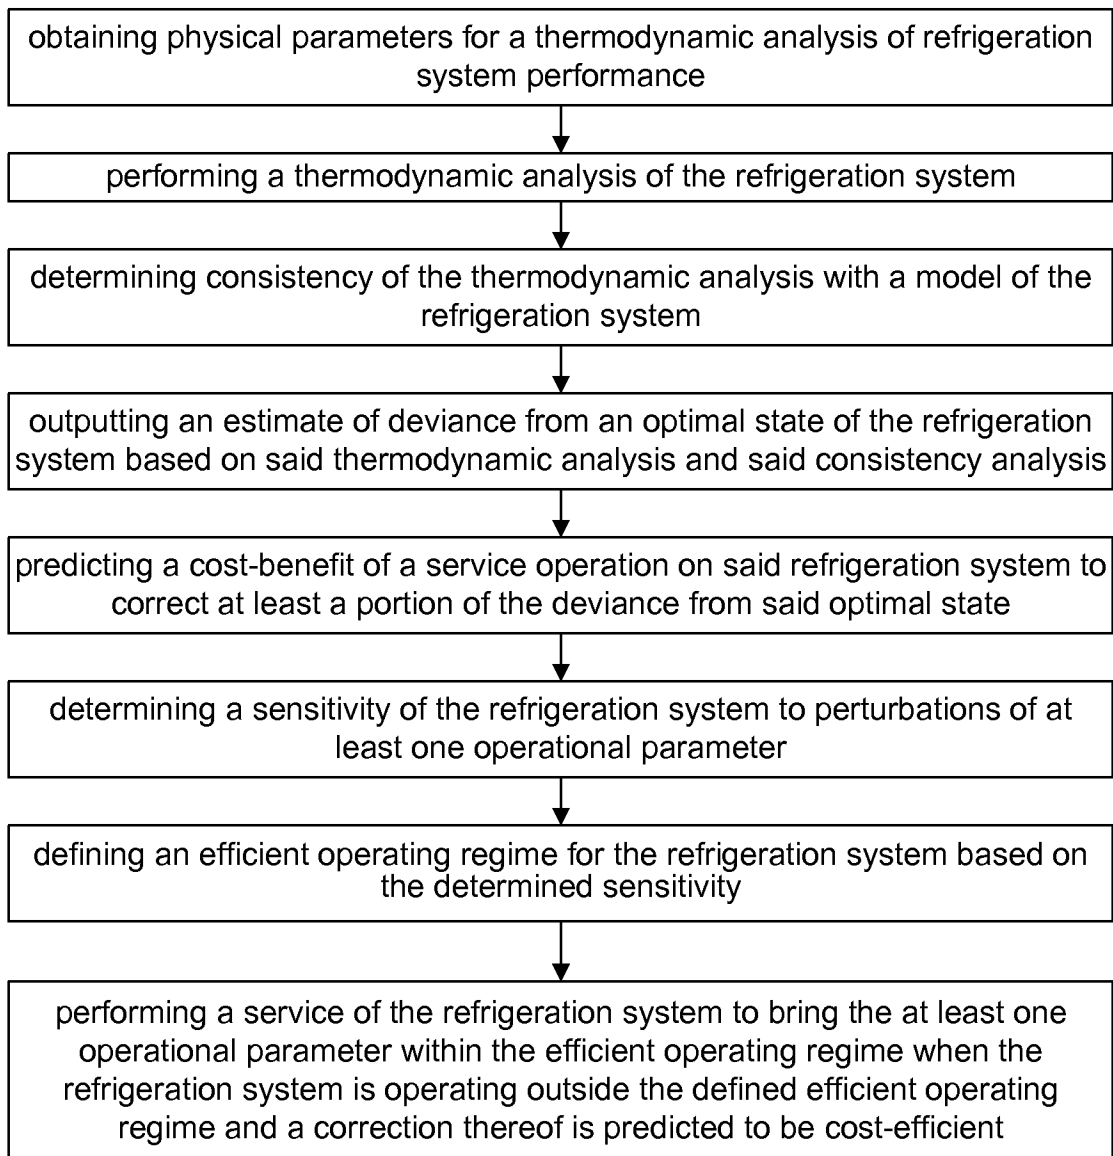 obtaining physical parameters for a thermodynamic analysis of refrigeration
system performance
performing a thermodynamic analysis of the refrigeration system
determining consistency of the thermodynamic analysis with a model of the
refrigeration system
outputting an estimate of deviance from an optimal state of the refrigeration
system based on said thermodynamic analysis and said consistency analysis
predicting a cost-benefit of a service operation on said refrigeration system to
correct at least a portion of the deviance from said optimal state
determining a sensitivity of the refrigeration system to perturbations of at
least one operational parameter
defining an efficient operating regime for the refrigeration system based on
the determined sensitivity
performing a service of the refrigeration system to bring the at least one
operational parameter within the efficient operating regime when the
refrigeration system is operating outside the defined efficient operating
regime and a correction thereof is predicted to be cost-efficient